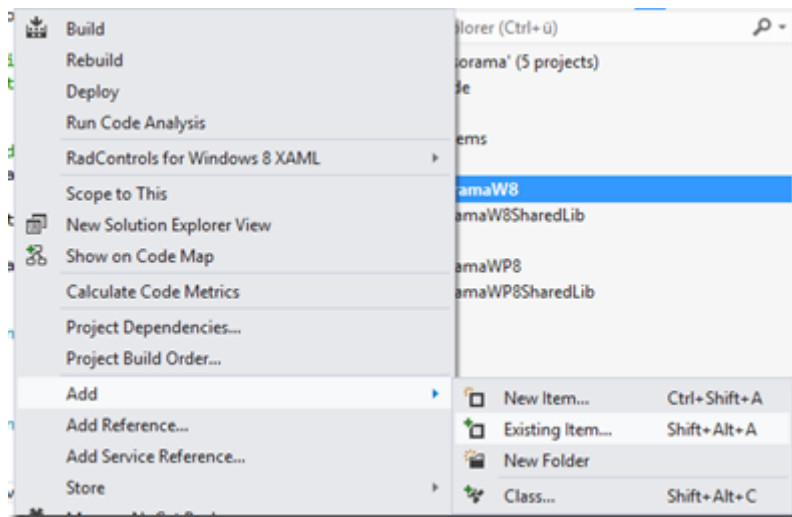 Build
Rebuild
Deploy
Run Code Analysis
RadControls for Windows 8 XAML
Scope to This
New Solution Explorer View
Show on Code Map
Calculate Code Metrics
Project Dependencies...
Project Build Order...
Add
Add Reference...
Add Service Reference...
Store
plorer (Ctrl+ü)
orama' (5 projects)
de
ems
ramaW8
amaW8SharedLib
amaWP8
amaWP8SharedLib
New Item... Ctrl+Shift+A
Existing Item... Shift+Alt+A
New Folder
Class... Shift+Alt+C